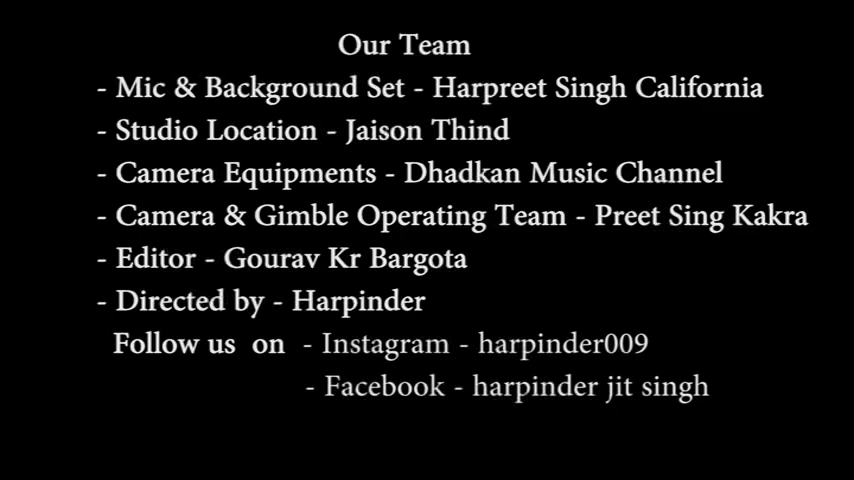 Our Team
- Mic & Background Set - Harpreet Singh California
- Studio Location - Jaison Thind
- Camera Equipments - Dhadkan Music Channel
- Camera & Gimble Operating Team - Preet Sing Kakra
- Editor - Gourav Kr Bargota
- Directed by - Harpinder
Follow us on - Instagram - harpinder009
- Facebook - harpinder jit singh